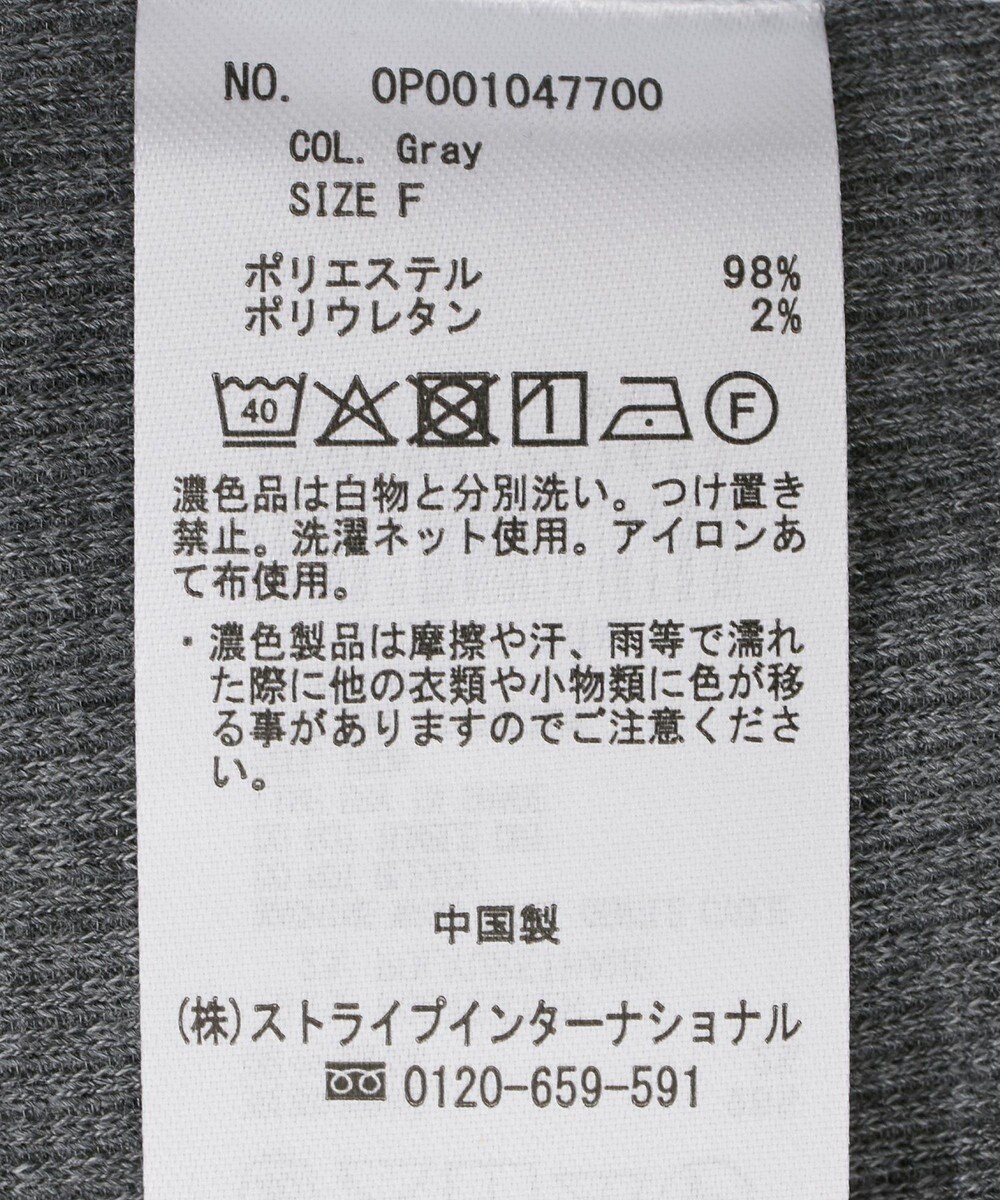 NO. OP001047700
COL. Gray
SIZE F
ポリエステル 98%
ポリウレタン 2%
40
F
濃色品は白物と分別洗い。つけ置き
禁止。洗濯ネット使用。アイロンあ
て布使用。
・濃色製品は摩擦や汗、雨等で濡れ
た際に他の衣類や小物類に色が移
る事がありますのでご注意くださ
い。
中国製
(株)ストライプインターナショナル
0120-659-591